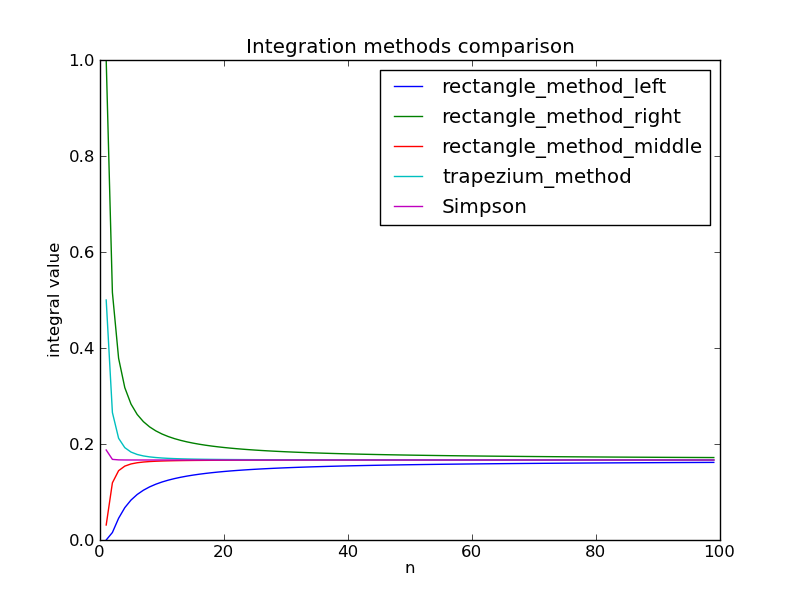 Integration methods comparison
rectangle_method_left
rectangle_method_right
rectangle_method_middle
trapezium_method
Simpson
integral value
1.0
0.8
0.6
0.4
0.2
0.0
0 20 40 60 80 100
n